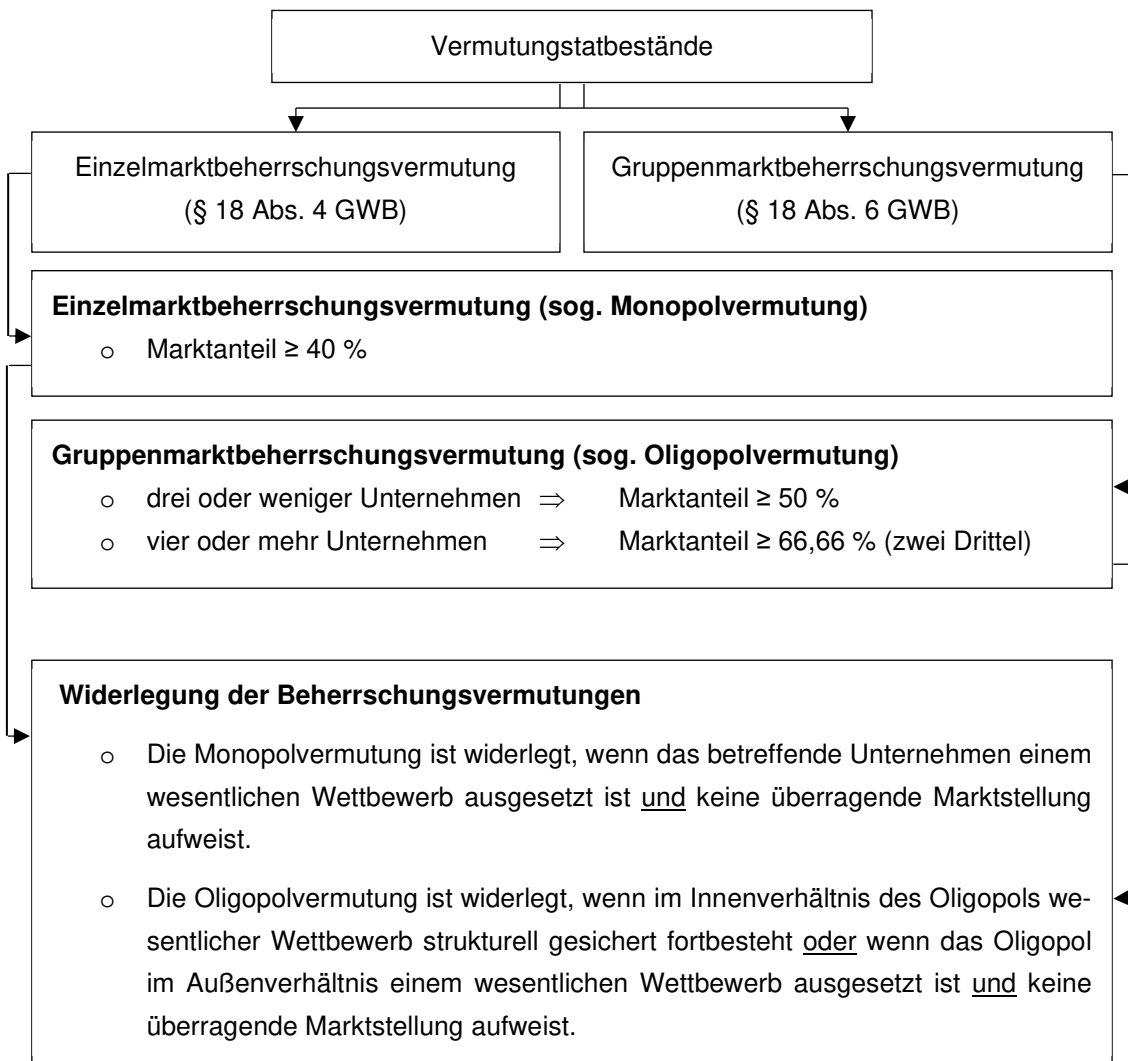 Vermutungstatbestände
Einzelmarktbeherrschungsvermutung
(§ 18 Abs. 4 GWB)
Gruppenmarktbeherrschungsvermutung
(§ 18 Abs. 6 GWB)
Einzelmarktbeherrschungsvermutung (sog. Monopolvermutung)
o Marktanteil ≥ 40 %
Gruppenmarktbeherrschungsvermutung (sog. Oligopolvermutung)
o drei oder weniger Unternehmen ⇒ Marktanteil ≥ 50 %
o vier oder mehr Unternehmen ⇒ Marktanteil ≥ 66,66 % (zwei Drittel)
Widerlegung der Beherrschungsvermutungen
o Die Monopolvermutung ist widerlegt, wenn das betreffende Unternehmen einem
wesentlichen Wettbewerb ausgesetzt ist und keine überragende Marktstellung
aufweist.
o Die Oligopolvermutung ist widerlegt, wenn im Innenverhältnis des Oligopols we-
sentlicher Wettbewerb strukturell gesichert fortbesteht oder wenn das Oligopol
im Außenverhältnis einem wesentlichen Wettbewerb ausgesetzt ist und keine
überragende Marktstellung aufweist.